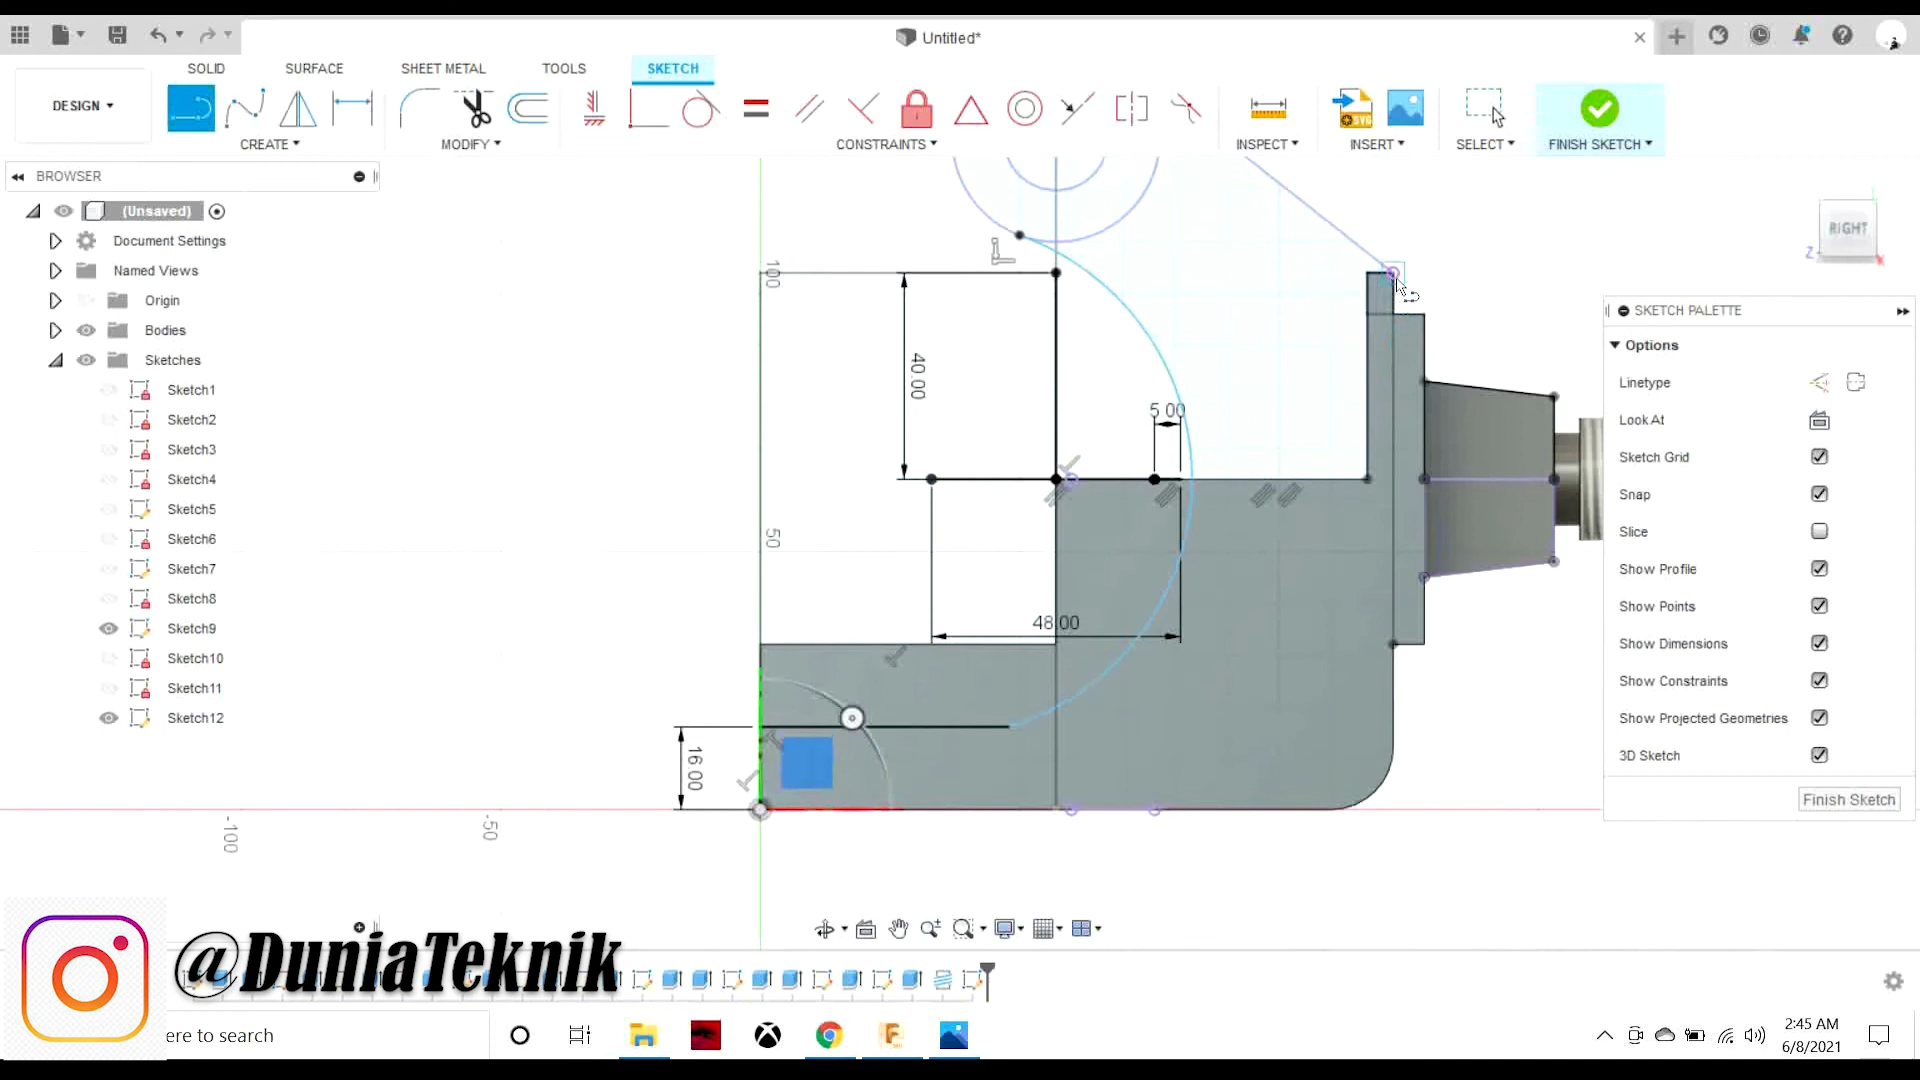 Untitled*
DESIGN
SOLID
SURFACE
SHEET METAL
TOOLS
SKETCH
CREATE
MODIFY
CONSTRAINTS
INSPECT
INSERT
SELECT
FINISH SKETCH
SVG
BROWSER
(Unsaved)
Document Settings
Named Views
Origin
Bodies
Sketches
Sketch1
Sketch2
Sketch3
Sketch4
Sketch5
Sketch6
Sketch7
Sketch8
Sketch9
Sketch10
Sketch11
Sketch12
100
40.00
5.00
50
48.00
16.00
-100
-50
RIGHT
Z
X
SKETCH PALETTE
Options
Linetype
Look At
Sketch Grid
Snap
Slice
Show Profile
Show Points
Show Dimensions
Show Constraints
Show Projected Geometries
3D Sketch
Finish Sketch
@DuniaTeknik
ere to search
2:45 AM
6/8/2021